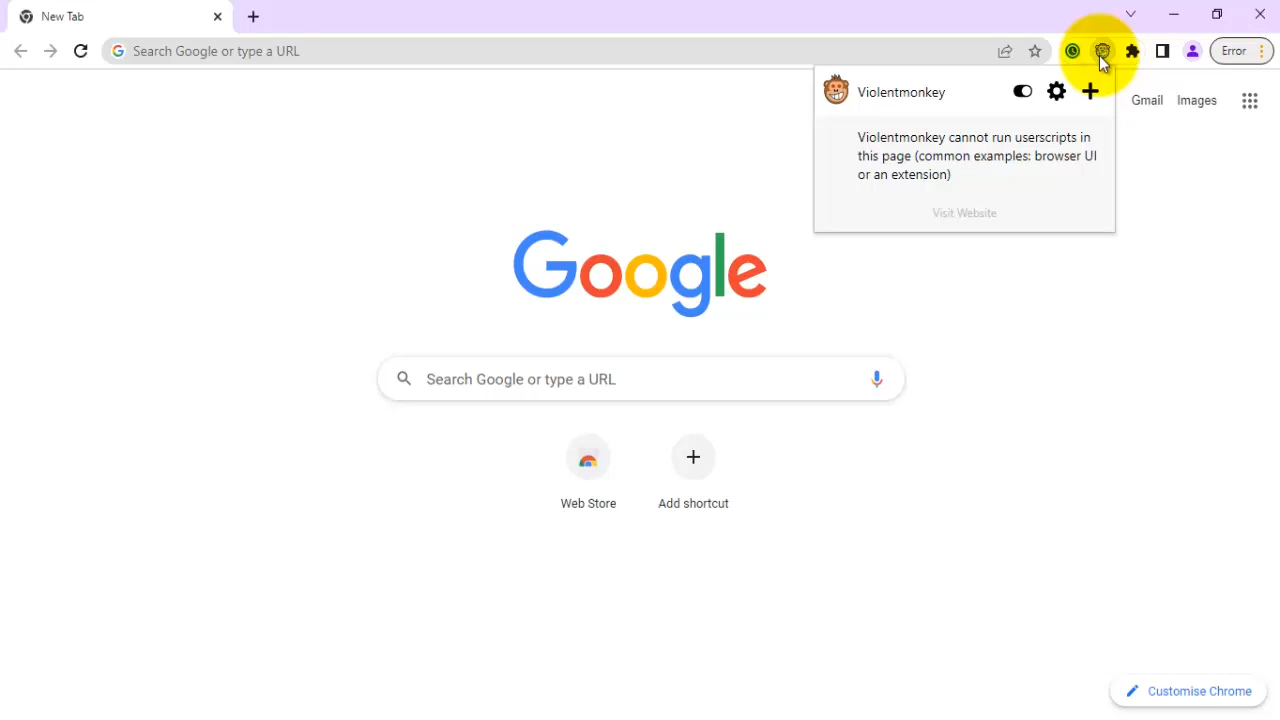 New Tab
Search Google or type a URL
Error
Violentmonkey
Gmail
Images
Violentmonkey cannot run userscripts in
this page (common examples: browser UI
or an extension)
Visit Website
Google
Search Google or type a URL
Web Store
Add shortcut
Customise Chrome